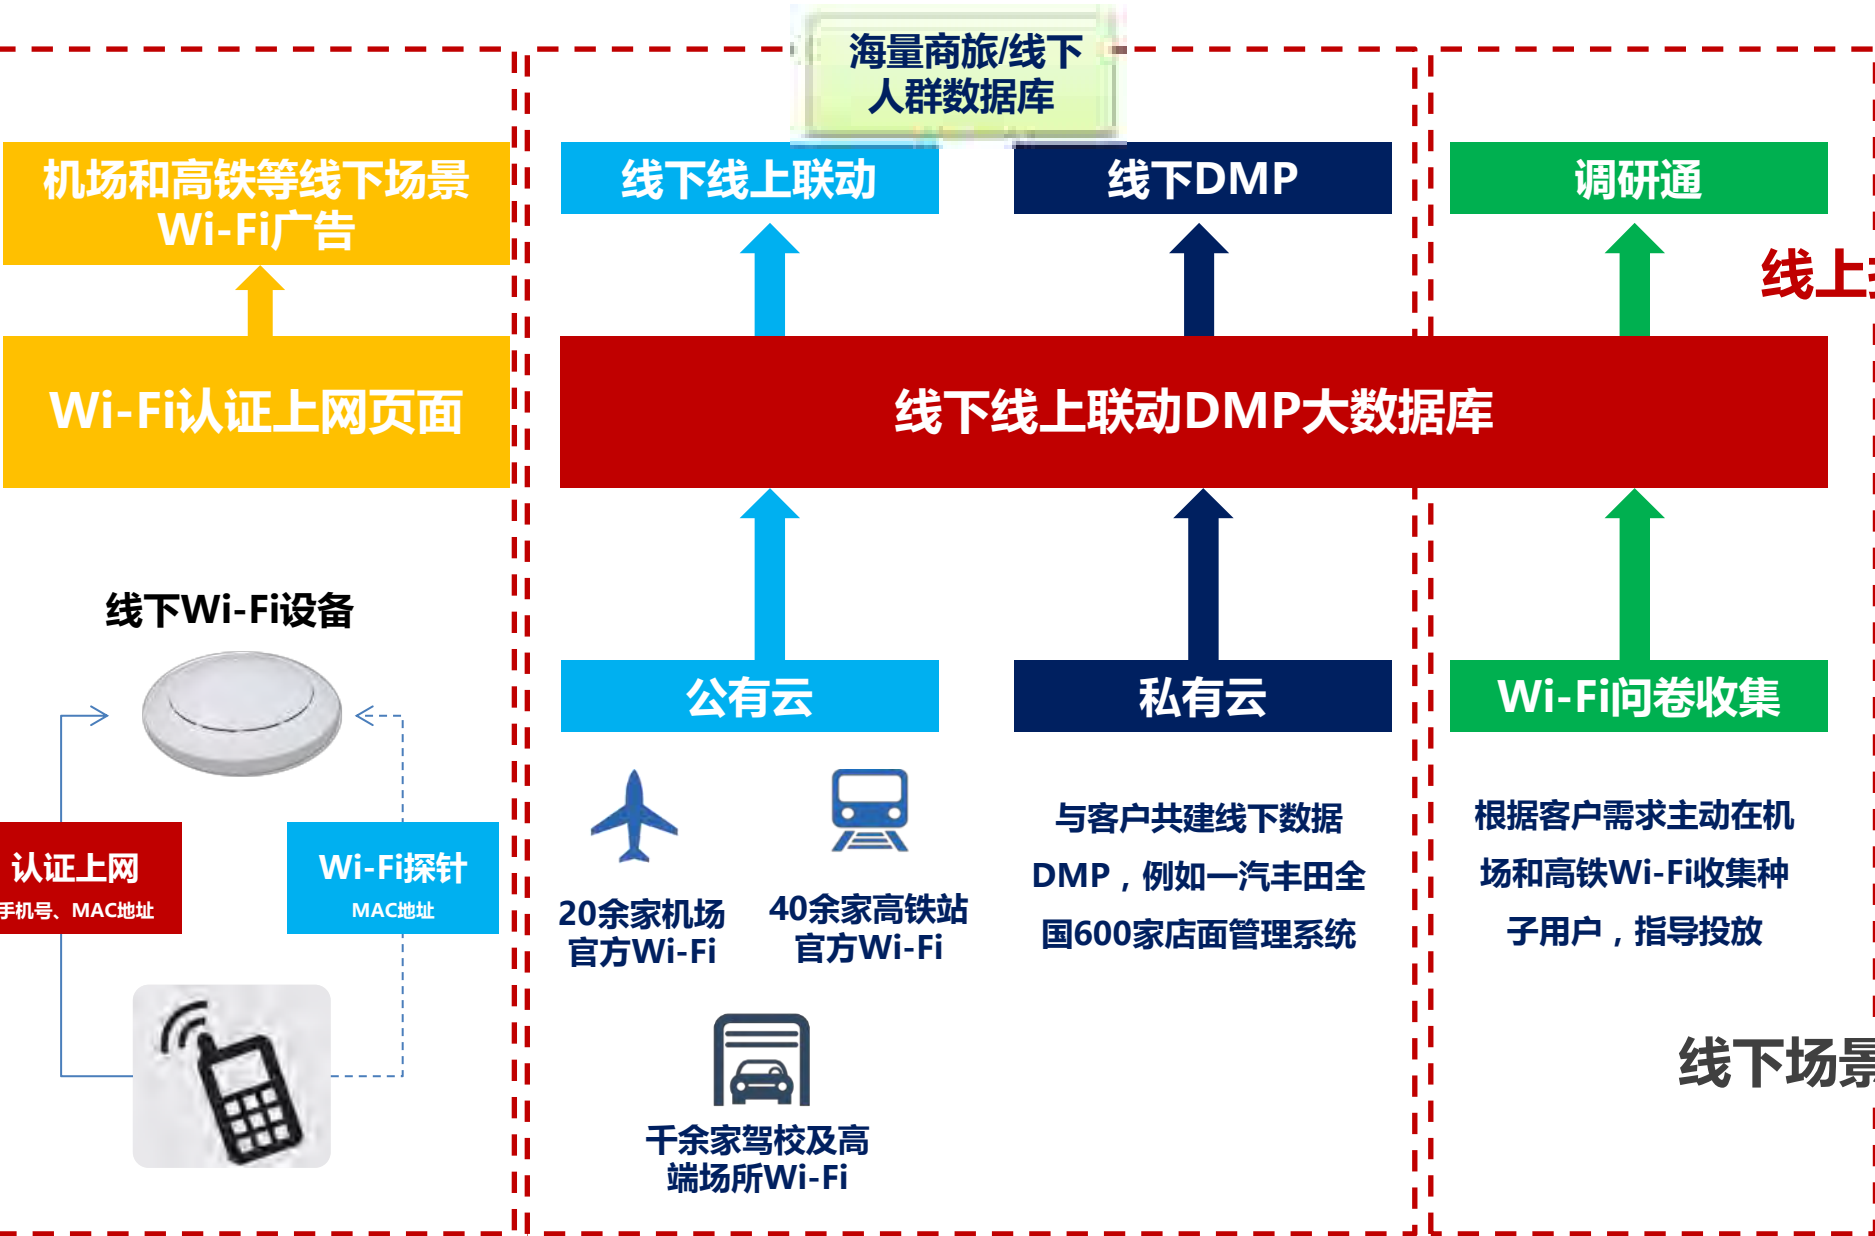 海量商旅/线下
人群数据库
机场和高铁等线下场景
Wi-Fi广告
线下线上联动
线下DMP
调研通
线上
Wi-Fi认证上网页面
线下线上联动DMP大数据库
线下Wi-Fi设备
公有云
私有云
Wi-Fi问卷收集
认证上网
手机号、MAC地址
Wi-Fi探针
MAC地址
20余家机场
官方Wi-Fi
40余家高铁站
官方Wi-Fi
千余家驾校及高
端场所Wi-Fi
与客户共建线下数据
DMP，例如一汽丰田全
国600家店面管理系统
根据客户需求主动在机
场和高铁Wi-Fi收集种
子用户，指导投放
线下场景